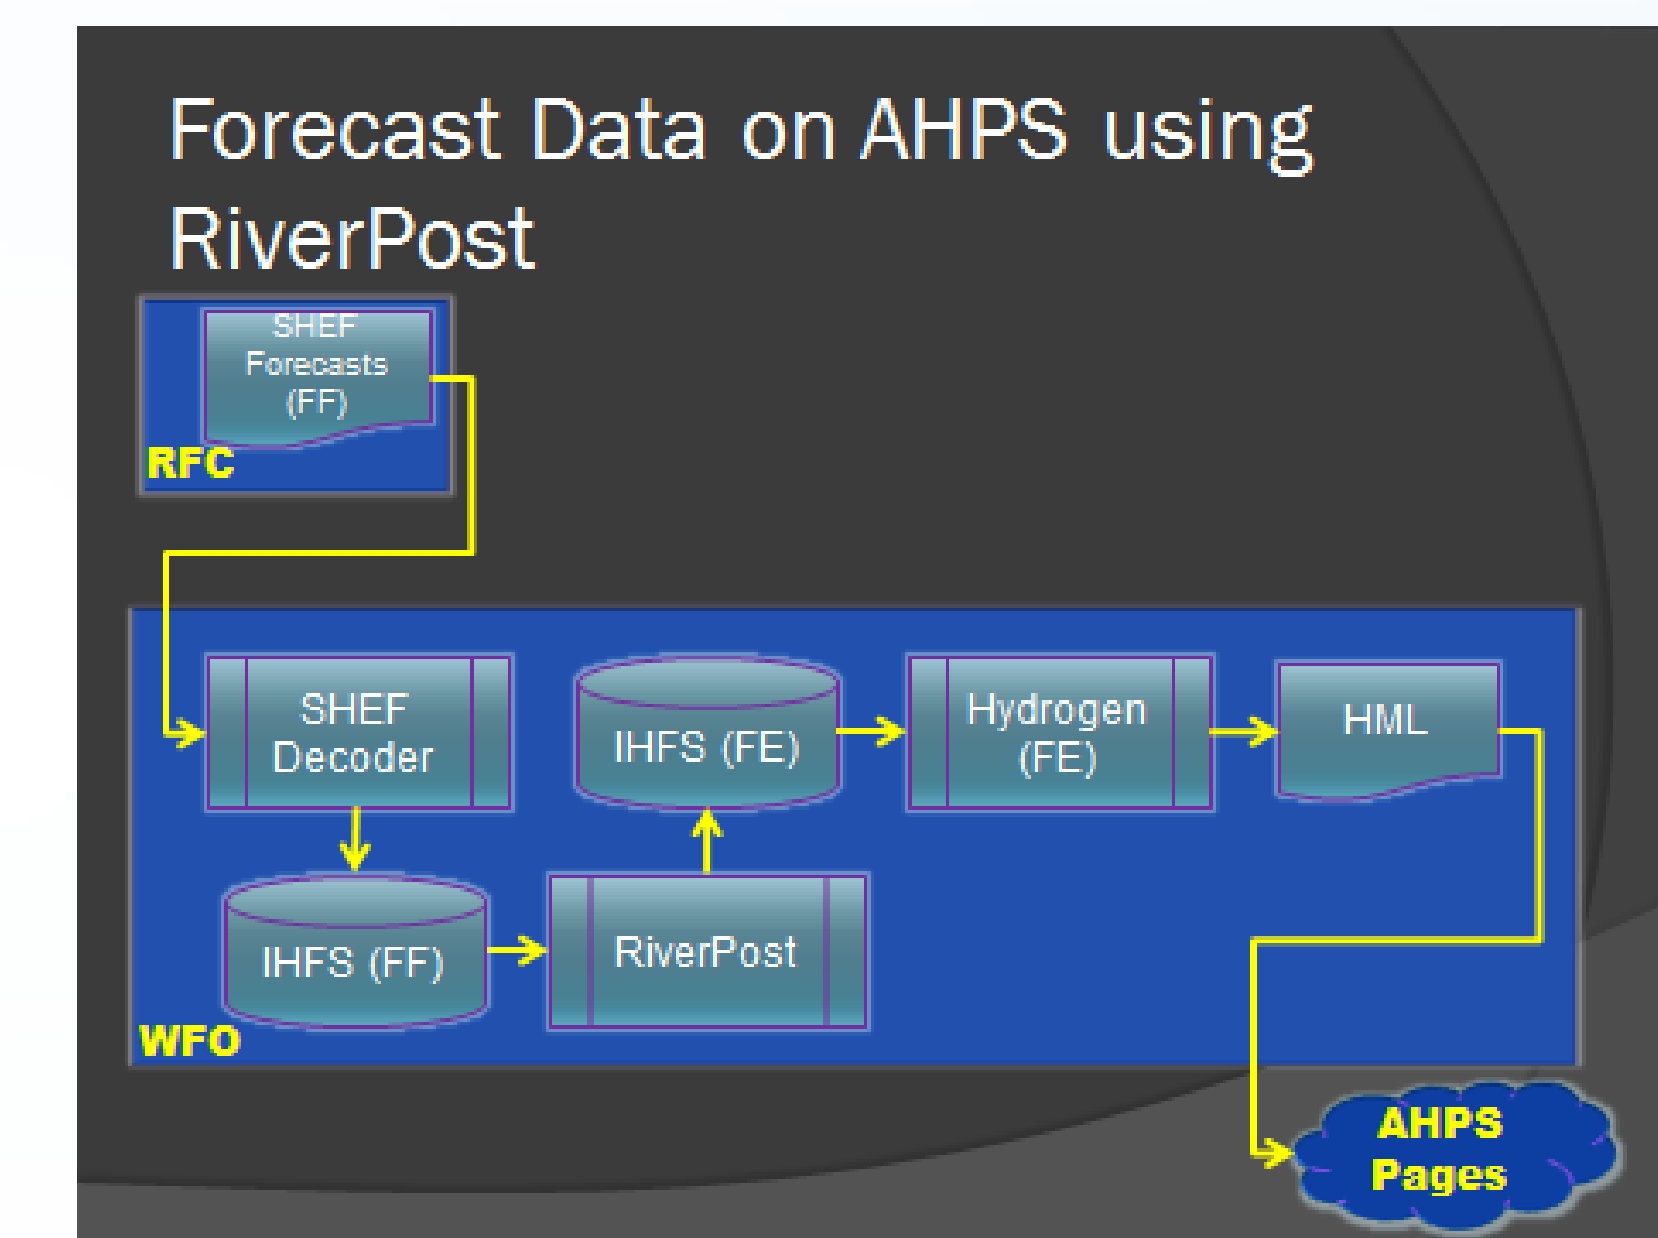 Forecast Data on AHPS using
RiverPost
SHEF
Forecasts
(FF)
RFC
SHEF
Decoder
IHFS (FE)
Hydrogen
(FE)
HML
IHFS (FF)
RiverPost
WFO
AHPS
Pages